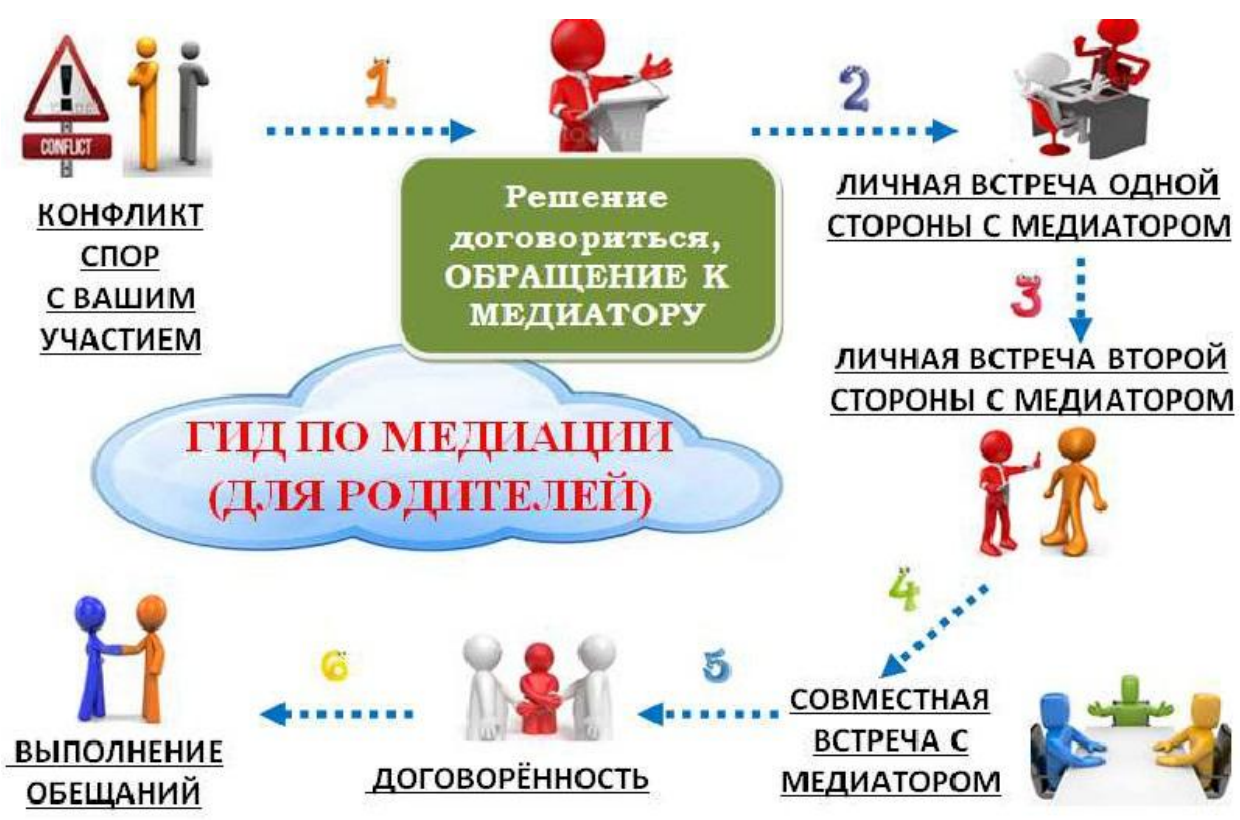 CONFLICT
КОНФЛИКТ
СПОР
С ВАШИМ
УЧАСТИЕМ
1
Решение
договориться,
ОБРАЩЕНИЕ К
МЕДИАТОРУ
2
ЛИЧНАЯ ВСТРЕЧА ОДНОЙ
СТОРОНЫ С МЕДИАТОРОМ
3
ЛИЧНАЯ ВСТРЕЧА ВТОРОЙ
СТОРОНЫ С МЕДИАТОРОМ
ГИД ПО МЕДИАЦИИ
(ДЛЯ РОДИТЕЛЕЙ)
4
СОВМЕСТНАЯ
ВСТРЕЧА С
МЕДИАТОРОМ
5
ДОГОВОРЁННОСТЬ
6
ВЫПОЛНЕНИЕ
ОБЕЩАНИЙ